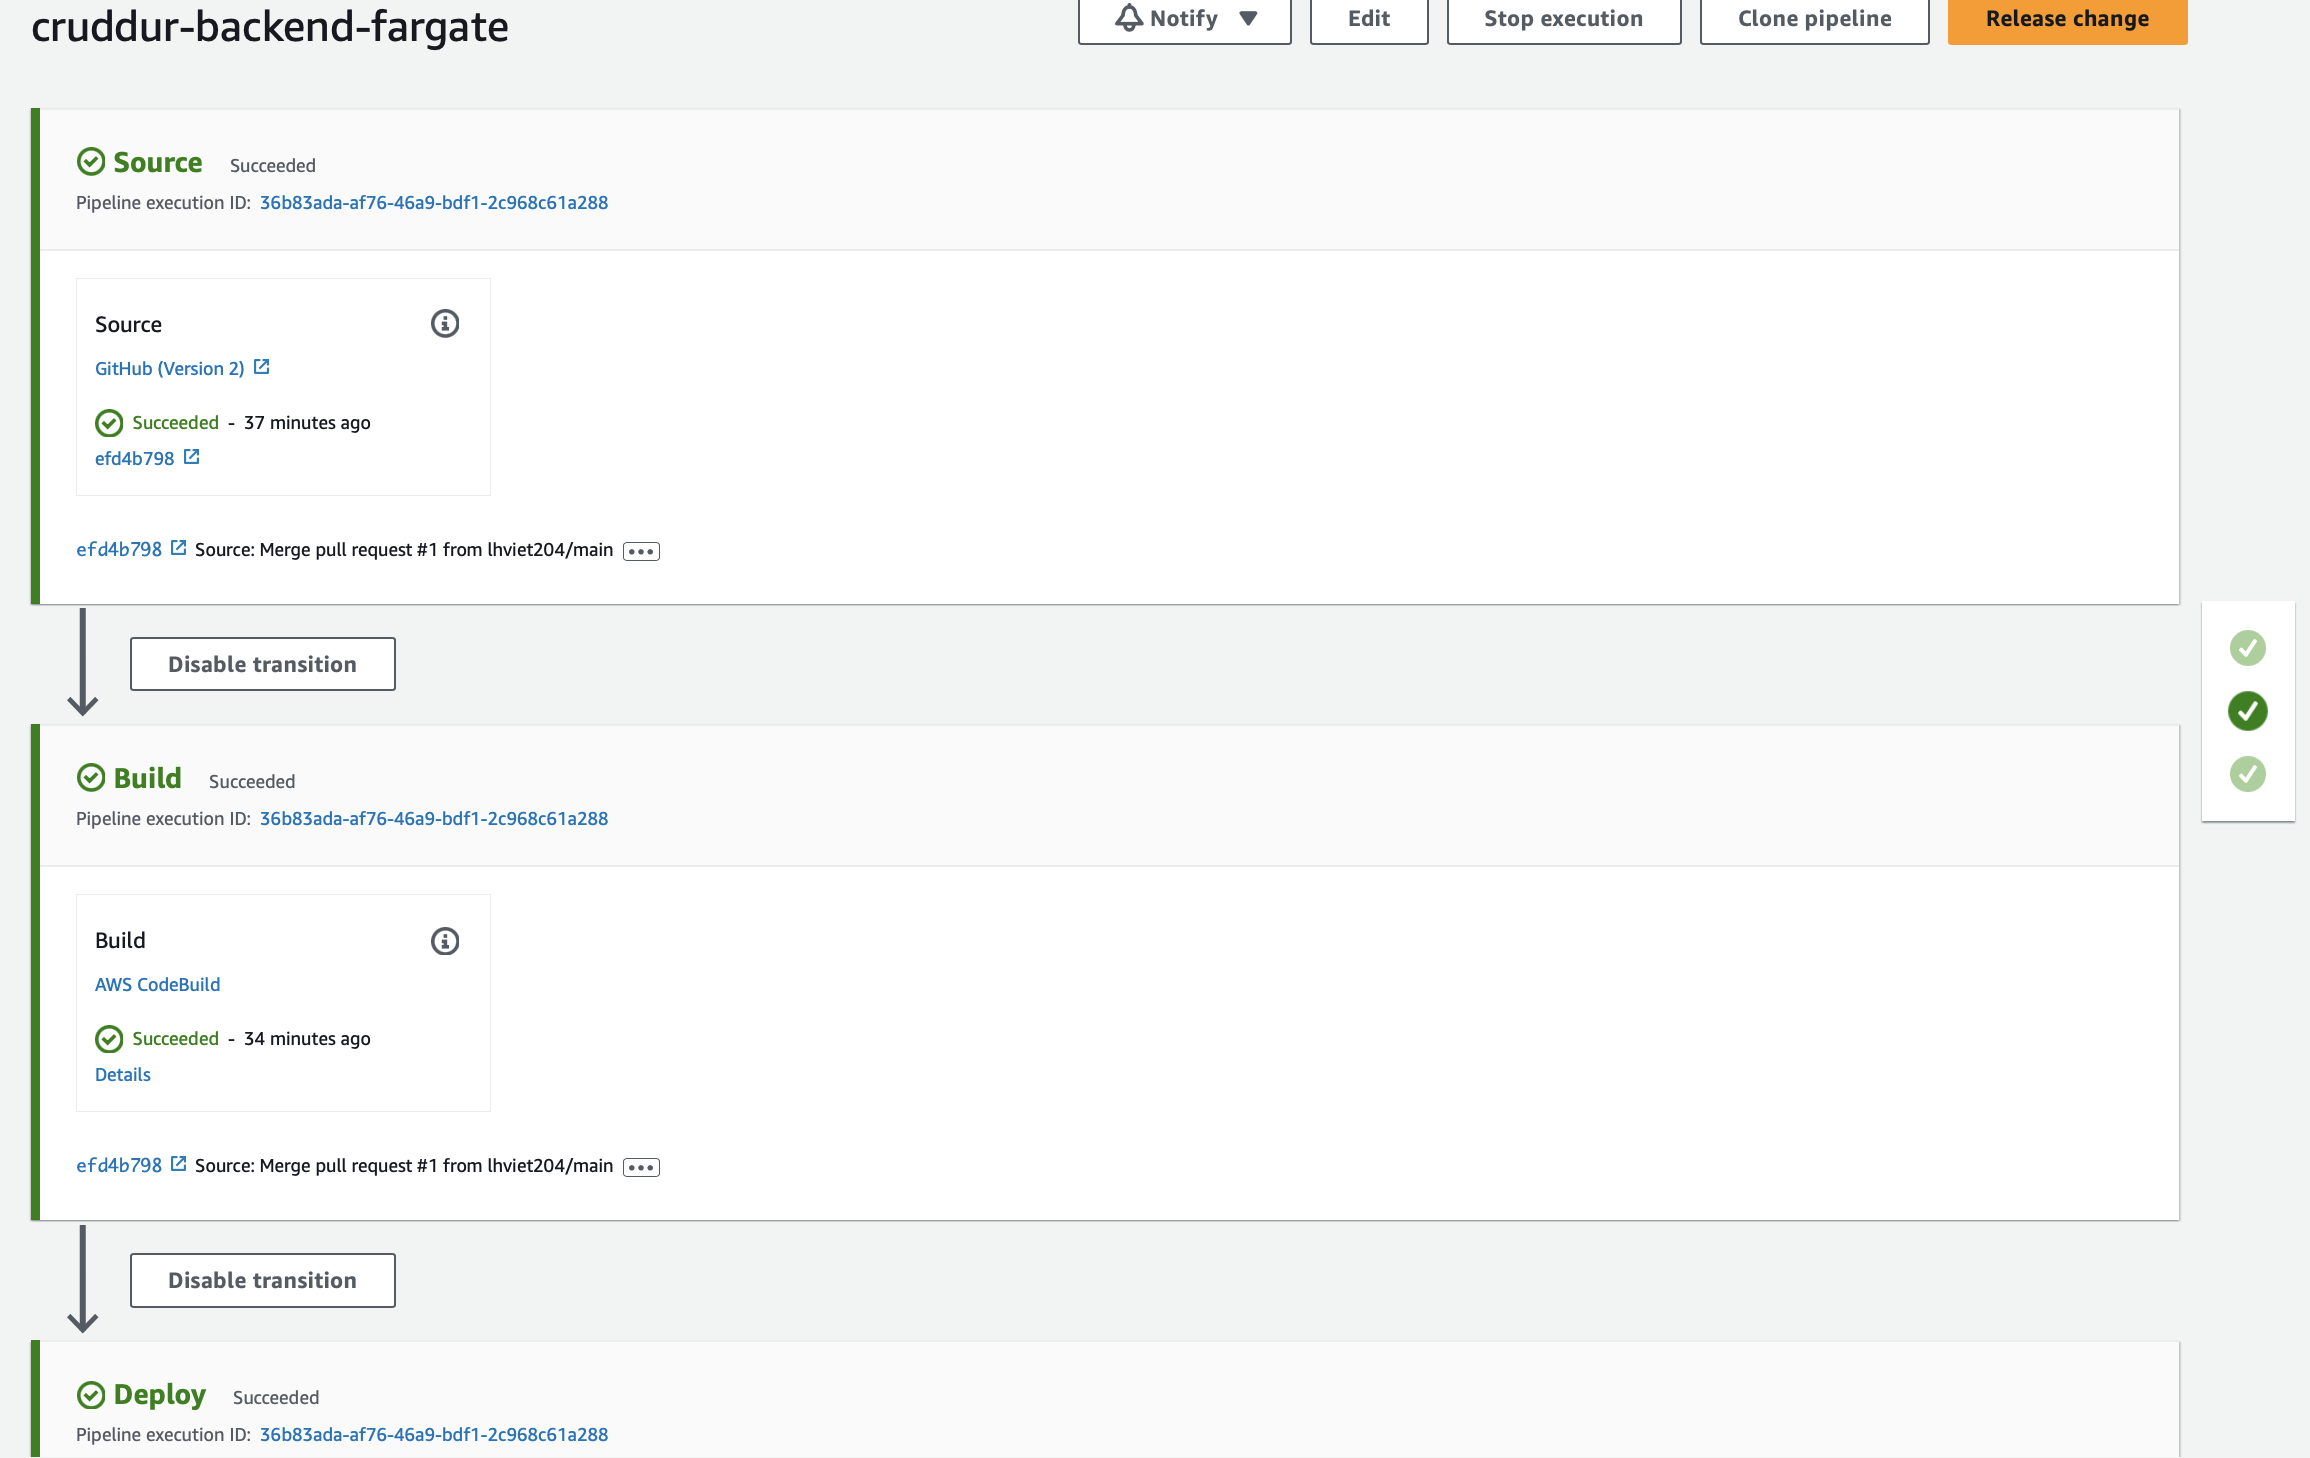 cruddur-backend-fargate
Notify
Edit
Stop execution
Clone pipeline
Release change
Source Succeeded
Pipeline execution ID: 36b83ada-af76-46a9-bdf1-2c968c61a288
Source
GitHub (Version 2)
Succeeded - 37 minutes ago
efd4b798
efd4b798 Source: Merge pull request #1 from lhviet204/main
Disable transition
Build Succeeded
Pipeline execution ID: 36b83ada-af76-46a9-bdf1-2c968c61a288
Build
AWS CodeBuild
Succeeded - 34 minutes ago
Details
efd4b798 Source: Merge pull request #1 from lhviet204/main
Disable transition
Deploy Succeeded
Pipeline execution ID: 36b83ada-af76-46a9-bdf1-2c968c61a288